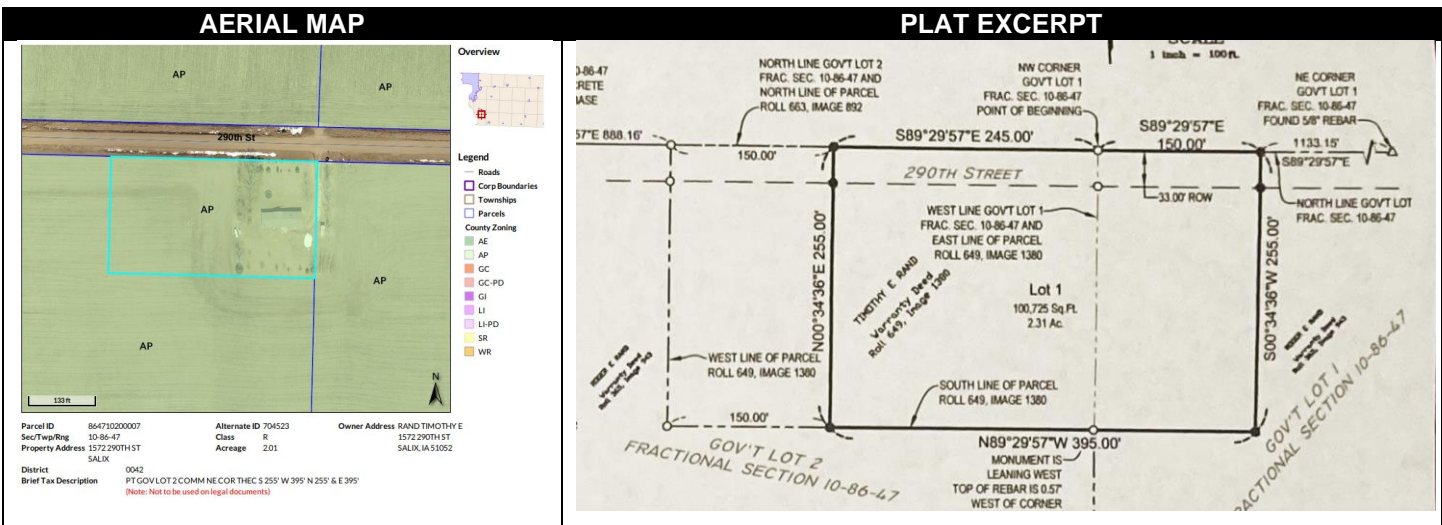 AERIAL MAP
PLAT EXCERPT
AP
AP
290th St
AP
AP
AP
133 ft
N
Overview
Legend
Roads
Corp Boundaries
Townships
Parcels
County Zoning
AE
AP
GC
GC-PD
GI
LI
LI-PD
SR
WR
Parcel ID 864710200007
Sec/Twp/Rng 10-86-47
Property Address 1572 290TH ST
SALIX
District 0042
Brief Tax Description PT GOV LOT 2 COMM NE COR THEC S 255' W 395' N 255' & E 395'
(Note: Not to be used on legal documents)
Alternate ID 704523
Class R
Acreage 2.01
Owner Address RAND TIMOTHY E
1572 290TH ST
SALIX, IA 51052
SCALE
1 inch = 100ft.
0-86-47
CRETE
ASE
NORTH LINE GOV'T LOT 2
FRAC. SEC. 10-86-47 AND
NORTH LINE OF PARCEL
ROLL 663, IMAGE 892
NW CORNER
GOV'T LOT 1
FRAC. SEC. 10-86-47
POINT OF BEGINNING
NE CORNER
GOV'T LOT 1
FRAC. SEC. 10-86-47
FOUND 5/8" REBAR
57"E 888.16'
150.00'
S89°29'57"E 245.00'
S89°29'57"E
150.00'
1133.15'
S89°29'57"E
290TH STREET
33.00' ROW
NORTH LINE GOV'T LOT
FRAC. SEC. 10-86-47
WEST LINE GOV'T LOT 1
FRAC. SEC. 10-86-47 AND
EAST LINE OF PARCEL
ROLL 649, IMAGE 1380
N00°34'36"E 255.00'
TIMOTHY E RAND
Warranty Deed
Roll 649, Image 1380
Lot 1
100,725 Sq.Ft.
2.31 Ac.
S00°34'36"W 255.00'
ROGER E RAND
Warranty Deed
ROGER E RAND
Warranty Deed
WEST LINE OF PARCEL
ROLL 649, IMAGE 1380
SOUTH LINE OF PARCEL
ROLL 649, IMAGE 1380
150.00'
N89°29'57"W 395.00'
GOV'T LOT 2
FRACTIONAL SECTION 10-86-47
MONUMENT IS
LEANING WEST
TOP OF REBAR IS 0.57'
WEST OF CORNER
GOV'T LOT 1
RACTIONAL SECTION 10-86-47